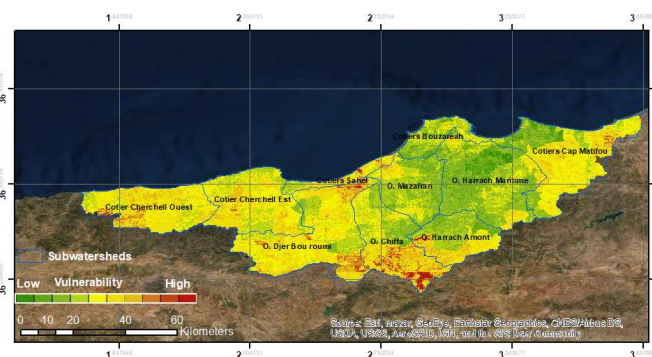 1
2
2
3
3
36
36
36
Cotiers Bouzareah
Cotiers Cap Matifou
Cotiers Sahel
O. Mazafran
O. Harrach Maritime
Cotier Cherchell Ouest
Cotier Cherchell Est
O. Djer Bou roumi
O. Chiffa
O. Harrach Amont
Subwatersheds
Low Vulnerability High
0 10 20 40 60
Kilometers
Source: Esri, Maxar, GeoEye, Earthstar Geographics, CNES/Airbus DS,
USDA, USGS, AeroGRID, IGN, and the GIS User Community
1
2
2
3
3